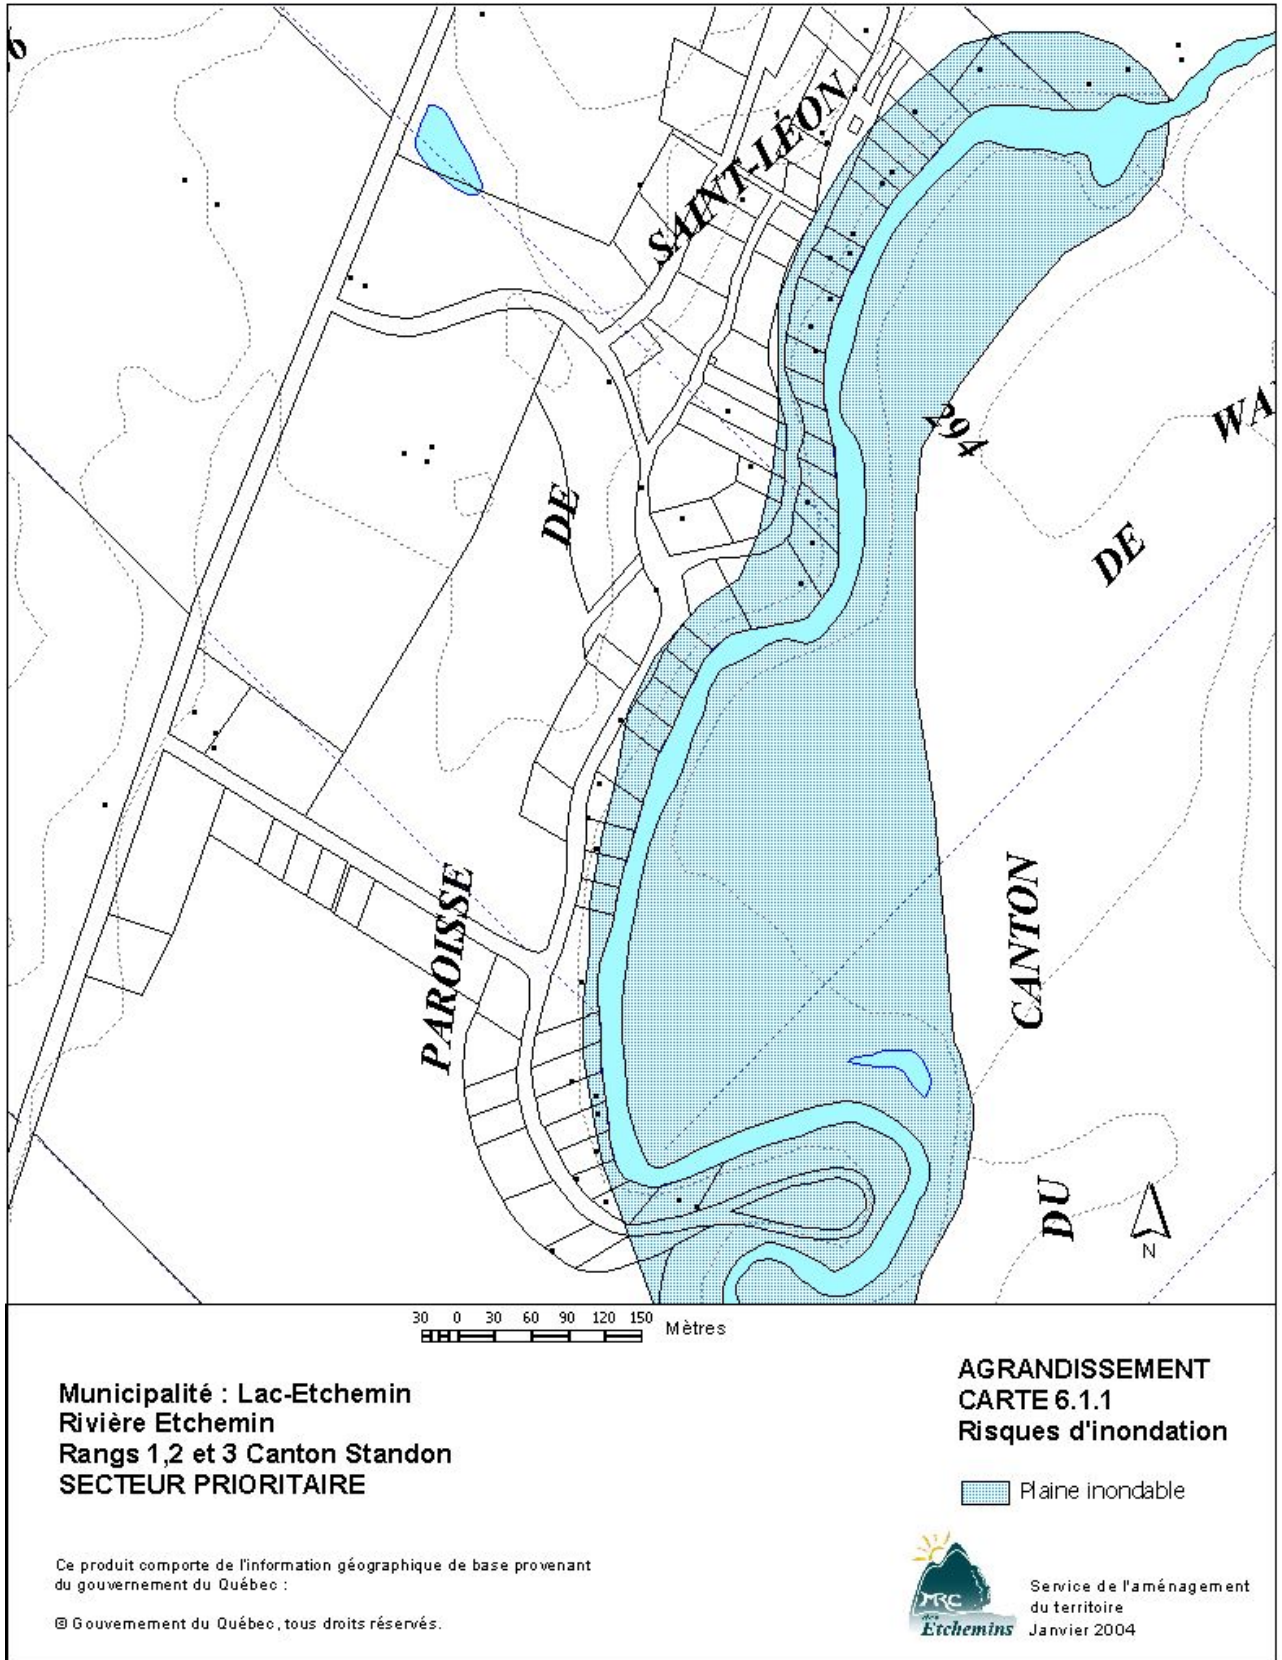 SAINT-LÉON
294
WA
DE
DE
PAROISSE
CANTON
DU
N
30 0 30 60 90 120 150 Mètres
Municipalité : Lac-Etchemin
Rivière Etchemin
Rangs 1,2 et 3 Canton Standon
SECTEUR PRIORITAIRE
AGRANDISSEMENT
CARTE 6.1.1
Risques d'inondation
Plaine inondable
Ce produit comporte de l'information géographique de base provenant
du gouvernement du Québec :
© Gouvernement du Québec, tous droits réservés.
MRC
des
Etchemins
Service de l'aménagement
du territoire
Janvier 2004